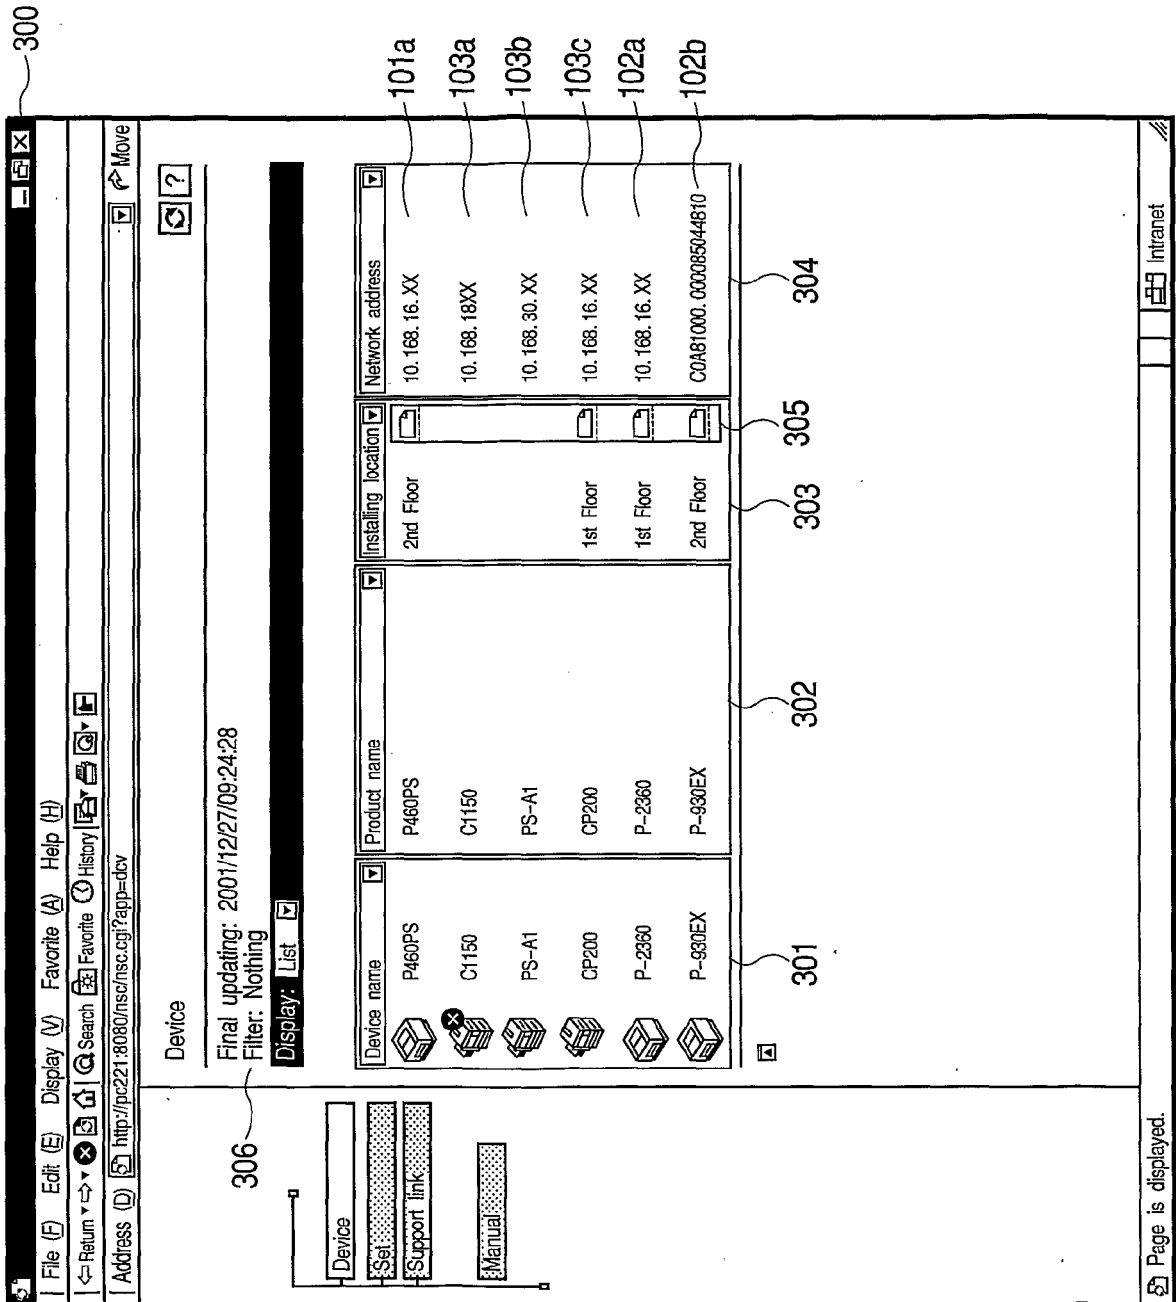 300
File (F) Edit (E) Display (V) Favorite (A) Help (H)
Return Search Favorite History
Address (D) http://pc221:8080/nsc/nsc.cgi?app=dcv Move
Device ?
Final updating: 2001/12/27/09:24:28
306
Filter: Nothing
Display: List
Device
Set
Support link
Manual
Device name Product name Installing location Network address
P460PS P460PS 2nd Floor 10.168.16.XX 101a
C1150 C1150 10.168.18XX 103a
PS-A1 PS-A1 10.168.30.XX 103b
CP200 CP200 1st Floor 10.168.16.XX 103c
P-2360 P-2360 1st Floor 10.168.16.XX 102a
P-930EX P-930EX 2nd Floor C0A81000.000085044810 102b
301 302 303 305 304
Page is displayed. Intranet